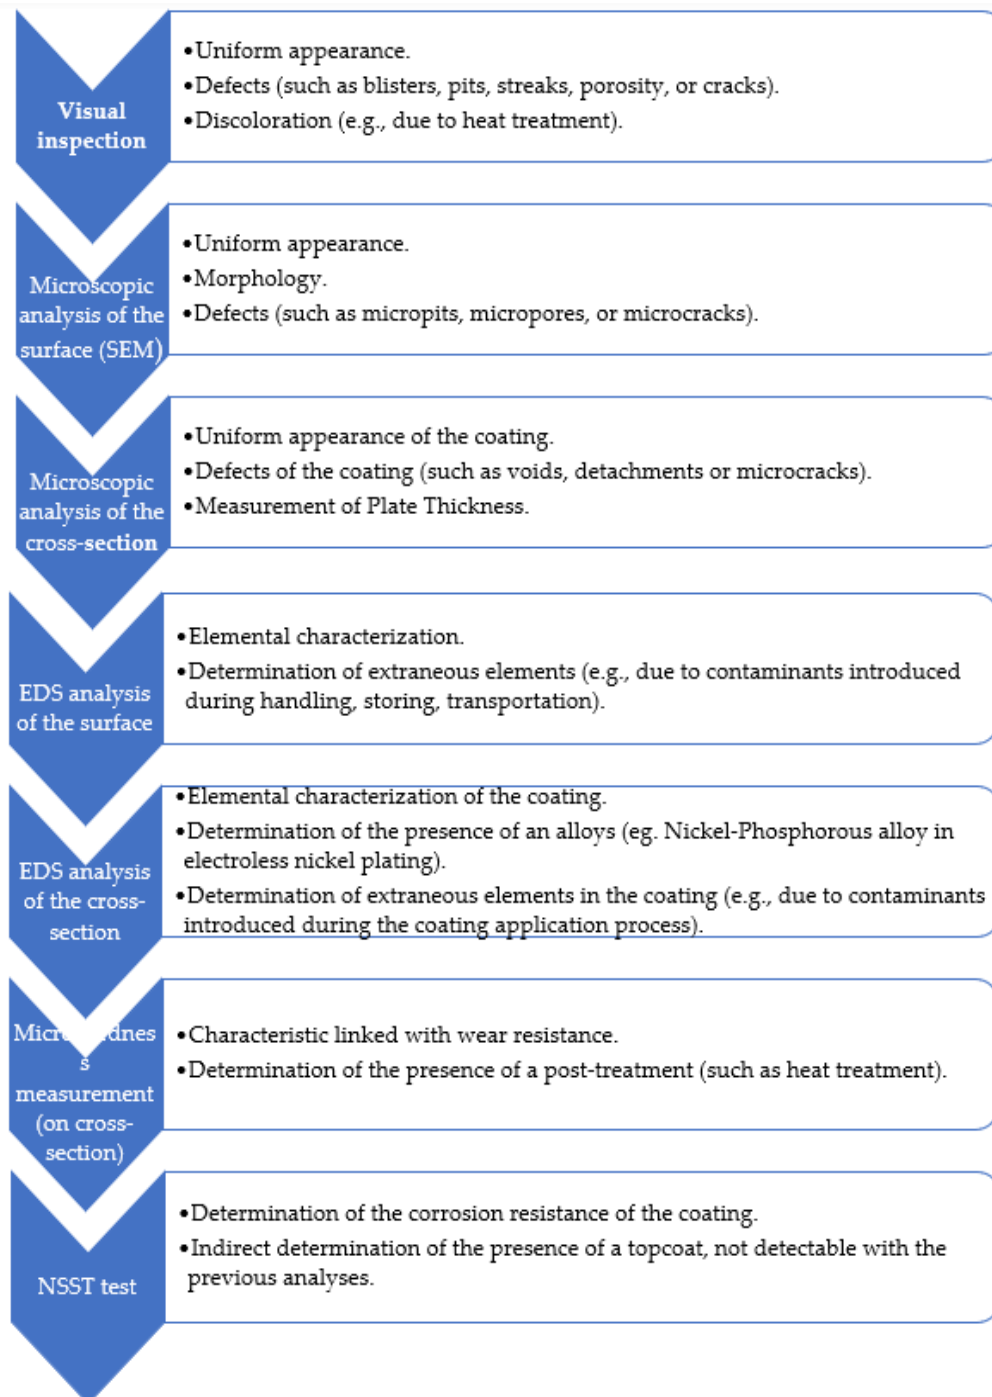 Visual
inspection
•Uniform appearance.
•Defects (such as blisters, pits, streaks, porosity, or cracks).
•Discoloration (e.g., due to heat treatment).
Microscopic
analysis of the
surface (SEM)
•Uniform appearance.
•Morphology.
•Defects (such as micropits, micropores, or microcracks).
Microscopic
analysis of the
cross-section
•Uniform appearance of the coating.
•Defects of the coating (such as voids, detachments or microcracks).
•Measurement of Plate Thickness.
EDS analysis
of the surface
•Elemental characterization.
•Determination of extraneous elements (e.g., due to contaminants introduced
during handling, storing, transportation).
EDS analysis
of the cross-
section
•Elemental characterization of the coating.
•Determination of the presence of an alloys (eg. Nickel-Phosphorous alloy in
electroless nickel plating).
•Determination of extraneous elements in the coating (e.g., due to contaminants
introduced during the coating application process).
s
measurement
(on cross-
section)
•Characteristic linked with wear resistance.
•Determination of the presence of a post-treatment (such as heat treatment).
NSST test
•Determination of the corrosion resistance of the coating.
•Indirect determination of the presence of a topcoat, not detectable with the
previous analyses.